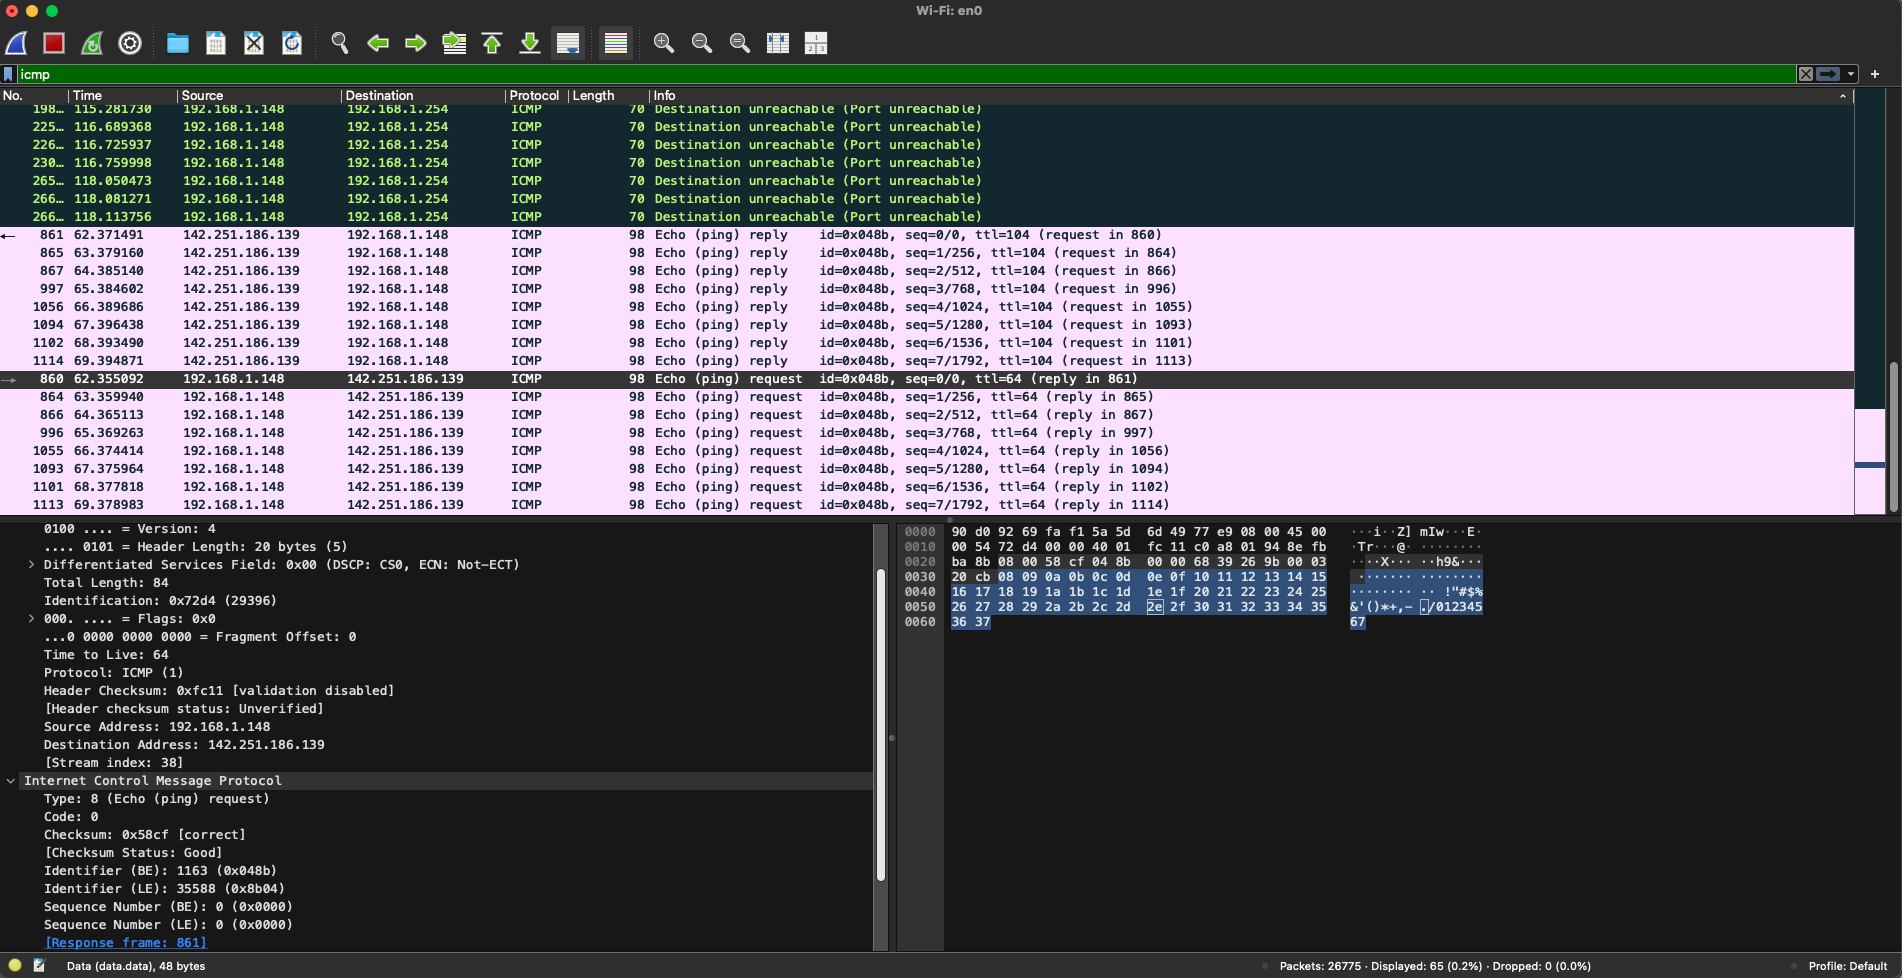 Wi-Fi: en0
icmp
No. Time Source Destination Protocol Length Info
198… 115.281730 192.168.1.148 192.168.1.254 ICMP 70 Destination unreachable (Port unreachable)
225… 116.689368 192.168.1.148 192.168.1.254 ICMP 70 Destination unreachable (Port unreachable)
226… 116.725937 192.168.1.148 192.168.1.254 ICMP 70 Destination unreachable (Port unreachable)
230… 116.759998 192.168.1.148 192.168.1.254 ICMP 70 Destination unreachable (Port unreachable)
265… 118.050473 192.168.1.148 192.168.1.254 ICMP 70 Destination unreachable (Port unreachable)
266… 118.081271 192.168.1.148 192.168.1.254 ICMP 70 Destination unreachable (Port unreachable)
266… 118.113756 192.168.1.148 192.168.1.254 ICMP 70 Destination unreachable (Port unreachable)
861 62.371491 142.251.186.139 192.168.1.148 ICMP 98 Echo (ping) reply id=0x048b, seq=0/0, ttl=104 (request in 860)
865 63.379160 142.251.186.139 192.168.1.148 ICMP 98 Echo (ping) reply id=0x048b, seq=1/256, ttl=104 (request in 864)
867 64.385140 142.251.186.139 192.168.1.148 ICMP 98 Echo (ping) reply id=0x048b, seq=2/512, ttl=104 (request in 866)
997 65.384602 142.251.186.139 192.168.1.148 ICMP 98 Echo (ping) reply id=0x048b, seq=3/768, ttl=104 (request in 996)
1056 66.389686 142.251.186.139 192.168.1.148 ICMP 98 Echo (ping) reply id=0x048b, seq=4/1024, ttl=104 (request in 1055)
1094 67.396438 142.251.186.139 192.168.1.148 ICMP 98 Echo (ping) reply id=0x048b, seq=5/1280, ttl=104 (request in 1093)
1102 68.393490 142.251.186.139 192.168.1.148 ICMP 98 Echo (ping) reply id=0x048b, seq=6/1536, ttl=104 (request in 1101)
1114 69.394871 142.251.186.139 192.168.1.148 ICMP 98 Echo (ping) reply id=0x048b, seq=7/1792, ttl=104 (request in 1113)
860 62.355092 192.168.1.148 142.251.186.139 ICMP 98 Echo (ping) request id=0x048b, seq=0/0, ttl=64 (reply in 861)
864 63.359940 192.168.1.148 142.251.186.139 ICMP 98 Echo (ping) request id=0x048b, seq=1/256, ttl=64 (reply in 865)
866 64.365113 192.168.1.148 142.251.186.139 ICMP 98 Echo (ping) request id=0x048b, seq=2/512, ttl=64 (reply in 867)
996 65.369263 192.168.1.148 142.251.186.139 ICMP 98 Echo (ping) request id=0x048b, seq=3/768, ttl=64 (reply in 997)
1055 66.374414 192.168.1.148 142.251.186.139 ICMP 98 Echo (ping) request id=0x048b, seq=4/1024, ttl=64 (reply in 1056)
1093 67.375964 192.168.1.148 142.251.186.139 ICMP 98 Echo (ping) request id=0x048b, seq=5/1280, ttl=64 (reply in 1094)
1101 68.377818 192.168.1.148 142.251.186.139 ICMP 98 Echo (ping) request id=0x048b, seq=6/1536, ttl=64 (reply in 1102)
1113 69.378983 192.168.1.148 142.251.186.139 ICMP 98 Echo (ping) request id=0x048b, seq=7/1792, ttl=64 (reply in 1114)
0100 .... = Version: 4
.... 0101 = Header Length: 20 bytes (5)
Differentiated Services Field: 0x00 (DSCP: CS0, ECN: Not-ECT)
Total Length: 84
Identification: 0x72d4 (29396)
000. .... = Flags: 0x0
...0 0000 0000 0000 = Fragment Offset: 0
Time to Live: 64
Protocol: ICMP (1)
Header Checksum: 0xfc11 [validation disabled]
[Header checksum status: Unverified]
Source Address: 192.168.1.148
Destination Address: 142.251.186.139
[Stream index: 38]
Internet Control Message Protocol
Type: 8 (Echo (ping) request)
Code: 0
Checksum: 0x58cf [correct]
[Checksum Status: Good]
Identifier (BE): 1163 (0x048b)
Identifier (LE): 35588 (0x8b04)
Sequence Number (BE): 0 (0x0000)
Sequence Number (LE): 0 (0x0000)
[Response frame: 861]
0000 90 d0 92 69 fa f1 5a 5d 6d 49 77 e9 08 00 45 00 ···i··Z] mIw···E·
0010 00 54 72 d4 00 00 40 01 fc 11 c0 a8 01 94 8e fb ·Tr···@· ········
0020 ba 8b 08 00 58 cf 04 8b 00 00 68 39 26 9b 00 03 ····X··· ··h9&···
0030 20 cb 08 09 0a 0b 0c 0d 0e 0f 10 11 12 13 14 15 ······· ········
0040 16 17 18 19 1a 1b 1c 1d 1e 1f 20 21 22 23 24 25 ········ ·· !"#$%
0050 26 27 28 29 2a 2b 2c 2d 2e 2f 30 31 32 33 34 35 &'()*+,- ./012345
0060 36 37 67
Data (data.data), 48 bytes
Packets: 26775 · Displayed: 65 (0.2%) · Dropped: 0 (0.0%)
Profile: Default